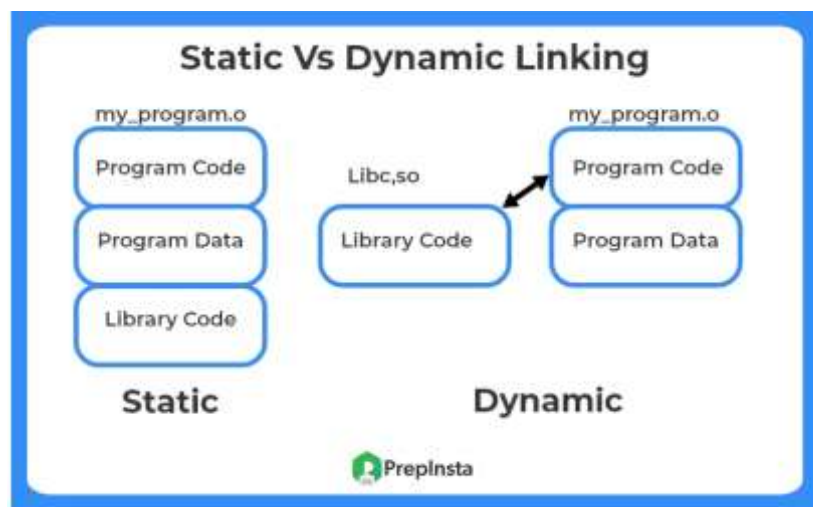 Static Vs Dynamic Linking
my_program.o
Program Code
Program Data
Library Code
Static
Libc,so
Library Code
my_program.o
Program Code
Program Data
Dynamic
PrepInsta